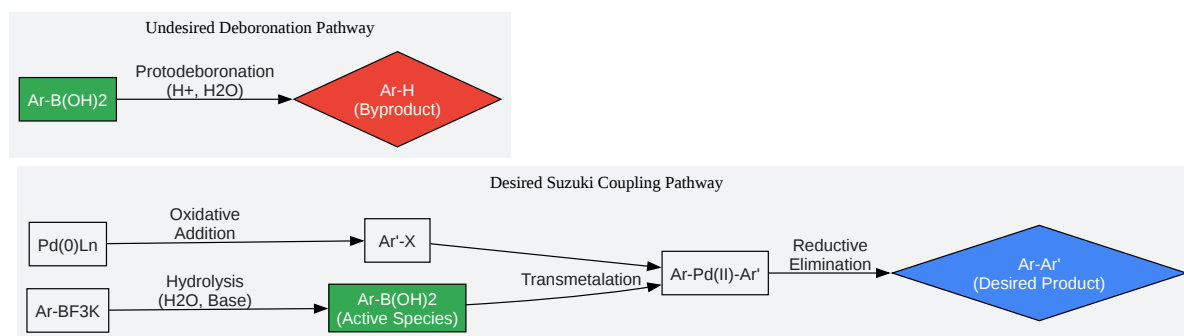 Undesired Deboronation Pathway
Ar-B(OH)2
Protodeboronation
(H+, H2O)
Ar-H
(Byproduct)
Desired Suzuki Coupling Pathway
Pd(0)Ln
Oxidative
Addition
Ar'-X
Ar-BF3K
Hydrolysis
(H2O, Base)
Ar-B(OH)2
(Active Species)
Transmetalation
Ar-Pd(II)-Ar'
Reductive
Elimination
Ar-Ar'
(Desired Product)